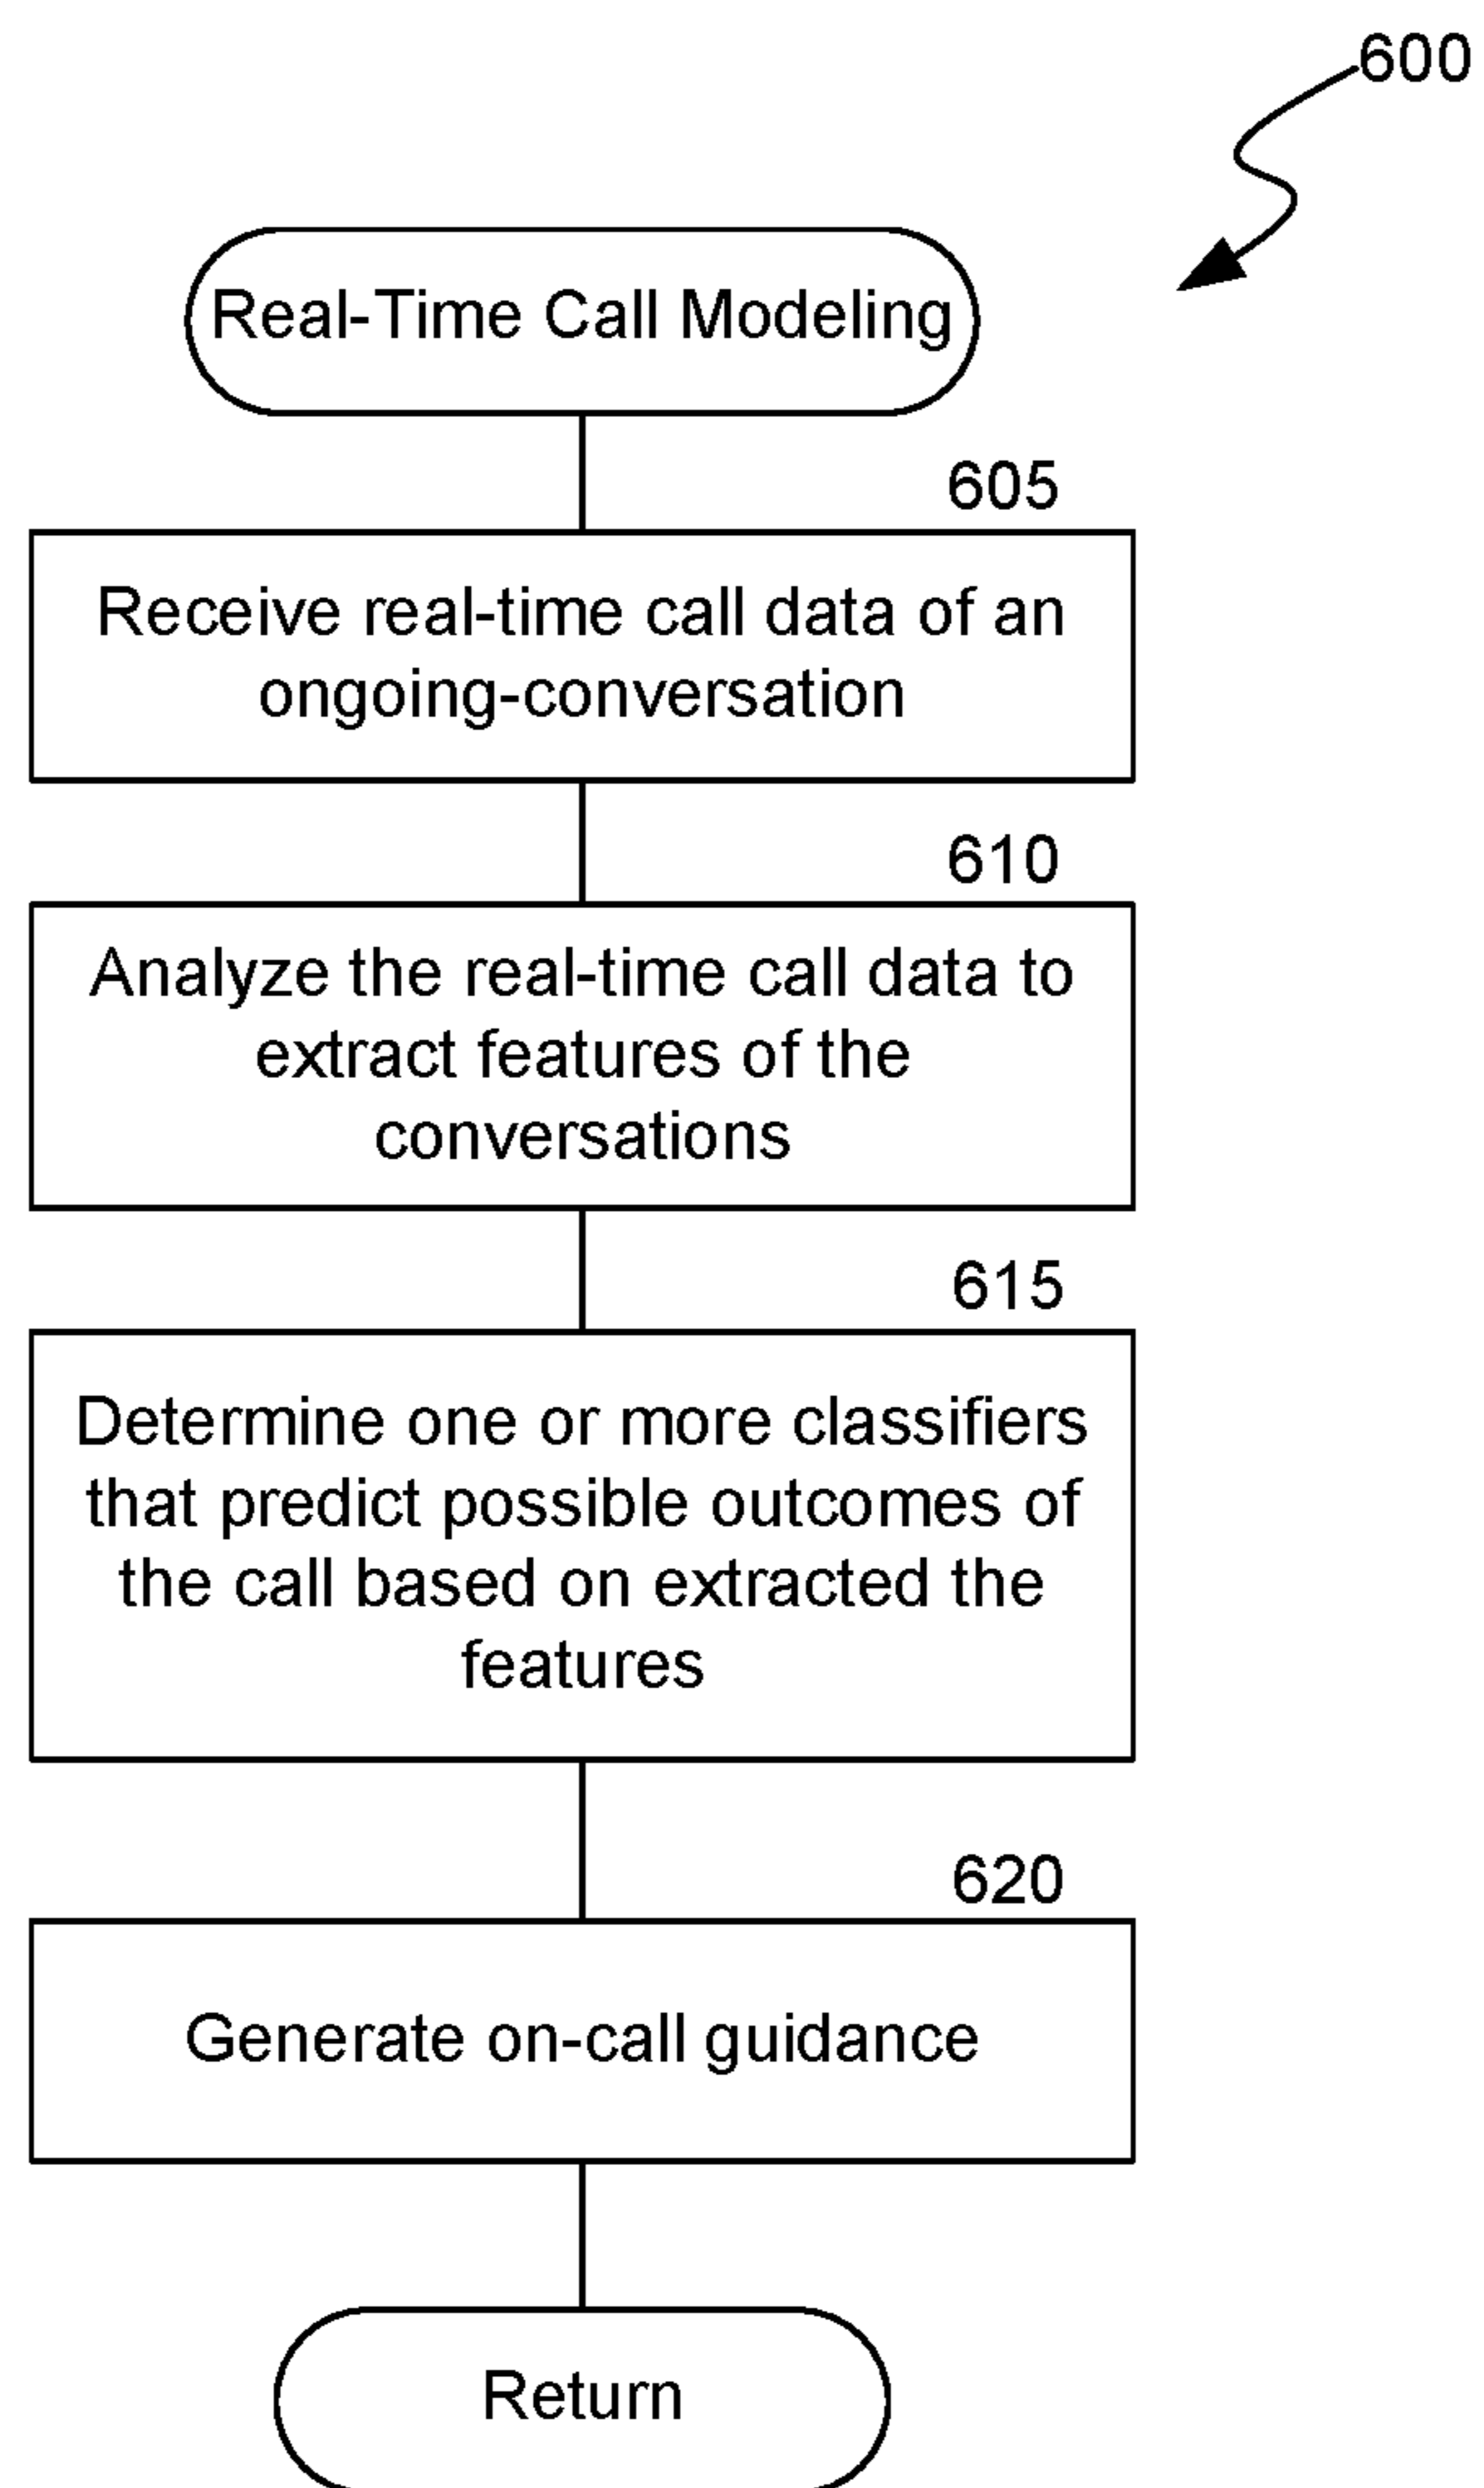 600
Real-Time Call Modeling
605
Receive real-time call data of an
ongoing-conversation
610
Analyze the real-time call data to
extract features of the
conversations
615
Determine one or more classifiers
that predict possible outcomes of
the call based on extracted the
features
620
Generate on-call guidance
Return